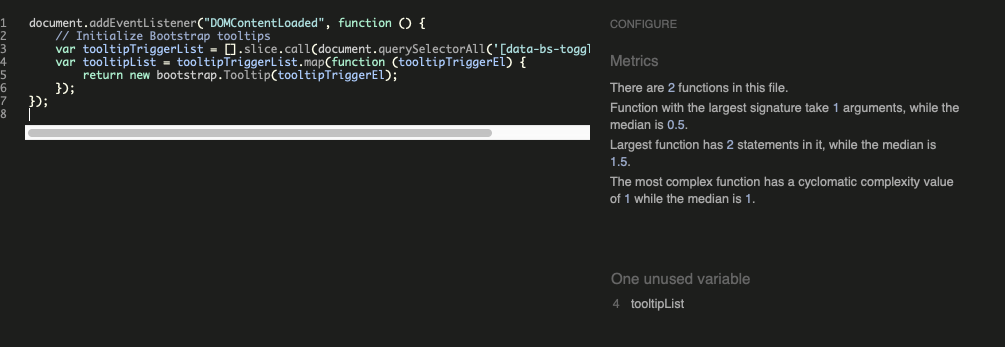 1 document.addEventListener("DOMContentLoaded", function () {
2 // Initialize Bootstrap tooltips
3 var tooltipTriggerList = [].slice.call(document.querySelectorAll('[data-bs-toggl
4 var tooltipList = tooltipTriggerList.map(function (tooltipTriggerEl) {
5 return new bootstrap.Tooltip(tooltipTriggerEl);
6 });
7 });
8
CONFIGURE
Metrics
There are 2 functions in this file.
Function with the largest signature take 1 arguments, while the
median is 0.5.
Largest function has 2 statements in it, while the median is
1.5.
The most complex function has a cyclomatic complexity value
of 1 while the median is 1.
One unused variable
4 tooltipList